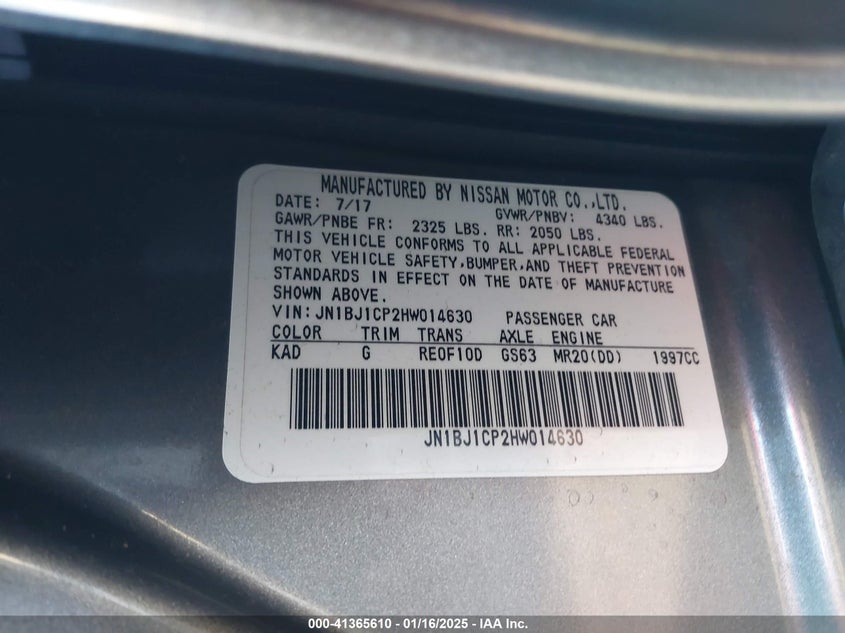 MANUFACTURED BY NISSAN MOTOR CO.,LTD.
DATE: 7/17 GVWR/PNBV: 4340 LBS.
GAWR/PNBE FR: 2325 LBS. RR: 2050 LBS.
THIS VEHICLE CONFORMS TO ALL APPLICABLE FEDERAL
MOTOR VEHICLE SAFETY,BUMPER,AND THEFT PREVENTION
STANDARDS IN EFFECT ON THE DATE OF MANUFACTURE
SHOWN ABOVE.
VIN: JN1BJ1CP2HW014630 PASSENGER CAR
COLOR TRIM TRANS AXLE ENGINE
KAD G RE0F10D GS63 MR20(DD) 1997CC
JN1BJ1CP2HW014630
000-41365610 - 01/16/2025 - IAA Inc.